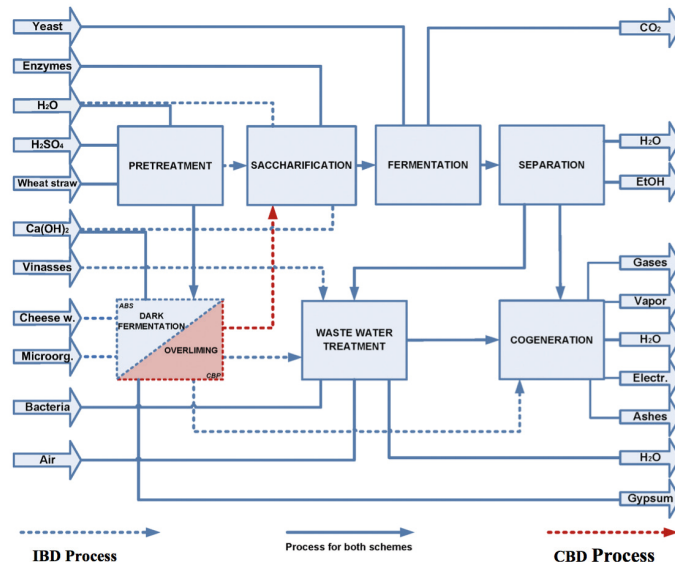 Yeast
CO₂
Enzymes
H₂O
H₂SO₄
PRETREATMENT
SACCHARIFICATION
FERMENTATION
SEPARATION
H₂O
Wheat straw
EtOH
Ca(OH)₂
Vinasses
Gases
ABS
DARK
FERMENTATION
Vapor
Cheese w.
WASTE WATER
TREATMENT
COGENERATION
H₂O
OVERLIMING
Microorg.
CBP
Electr.
Bacteria
Ashes
Air
H₂O
Gypsum
IBD Process
Process for both schemes
CBD Process